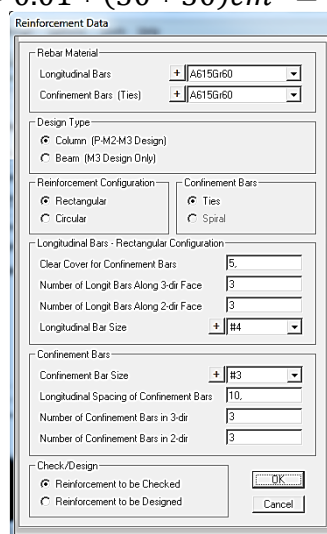 0.01 * (30 * 30)cm
Reinforcement Data
Rebar Material
Longitudinal Bars + A615Gr60
Confinement Bars (Ties) + A615Gr60
Design Type
Column (P-M2-M3 Design)
Beam (M3 Design Only)
Reinforcement Configuration Confinement Bars
Rectangular Ties
Circular Spiral
Longitudinal Bars - Rectangular Configuration
Clear Cover for Confinement Bars 5,
Number of Longit Bars Along 3-dir Face 3
Number of Longit Bars Along 2-dir Face 3
Longitudinal Bar Size + #4
Confinement Bars
Confinement Bar Size + #3
Longitudinal Spacing of Confinement Bars 10,
Number of Confinement Bars in 3-dir 3
Number of Confinement Bars in 2-dir 3
Check/Design
Reinforcement to be Checked OK
Reinforcement to be Designed Cancel